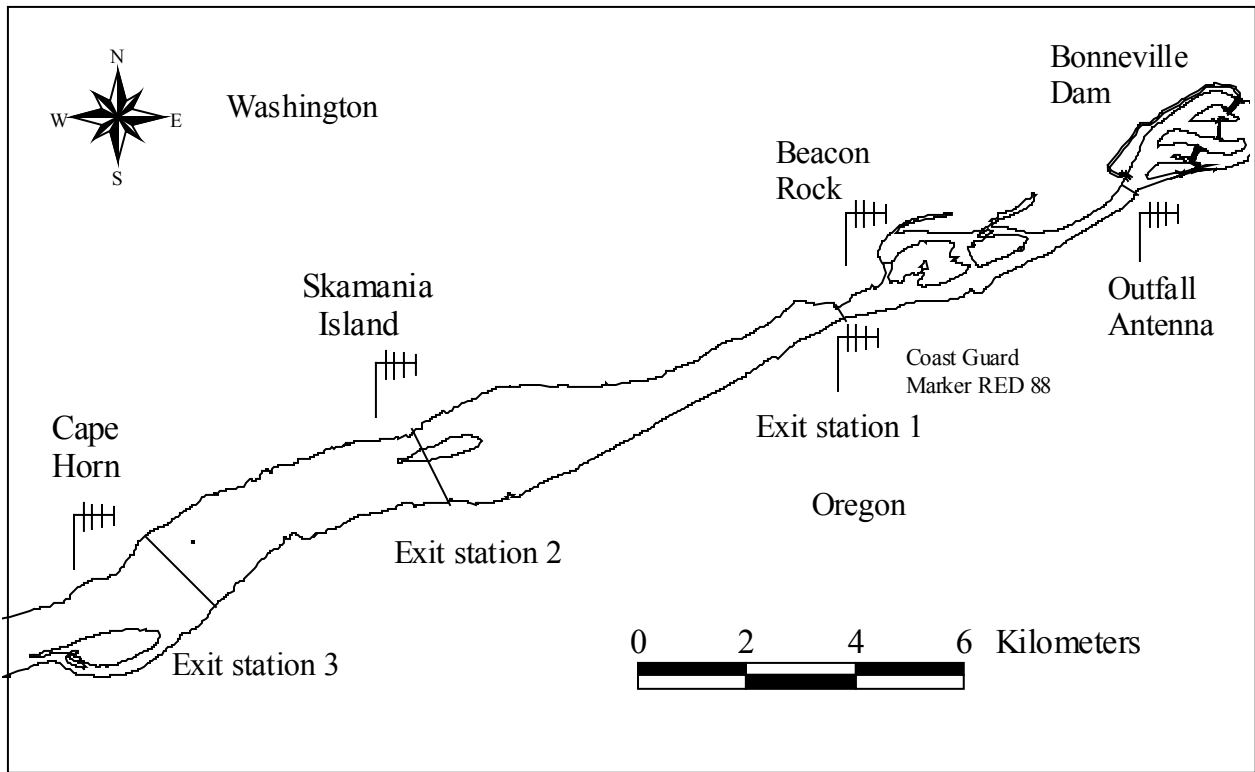 N
W
E
S
Washington
Bonneville
Dam
Beacon
Rock
Skamania
Island
Outfall
Antenna
Coast Guard
Marker RED 88
Cape
Horn
Exit station 1
Oregon
Exit station 2
Exit station 3
0 2 4 6 Kilometers